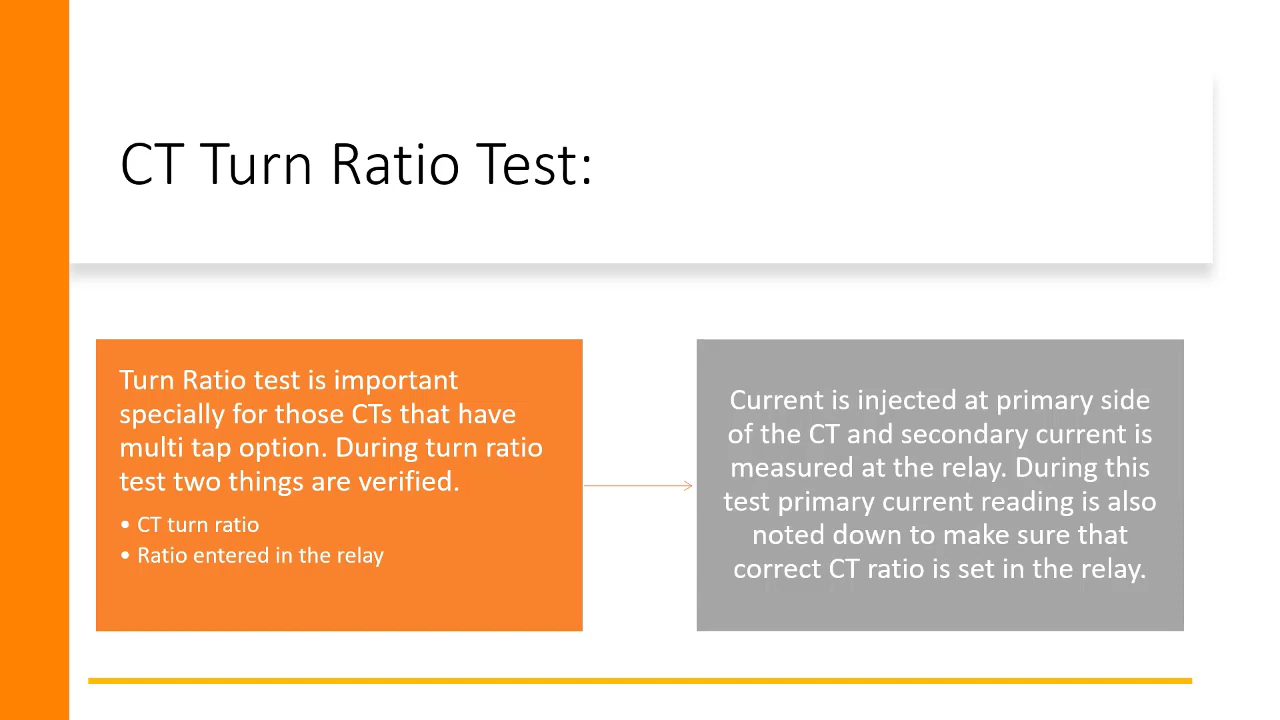 CT Turn Ratio Test:
Turn Ratio test is important
specially for those CTs that have
multi tap option. During turn ratio
test two things are verified.
• CT turn ratio
• Ratio entered in the relay
Current is injected at primary side
of the CT and secondary current is
measured at the relay. During this
test primary current reading is also
noted down to make sure that
correct CT ratio is set in the relay.